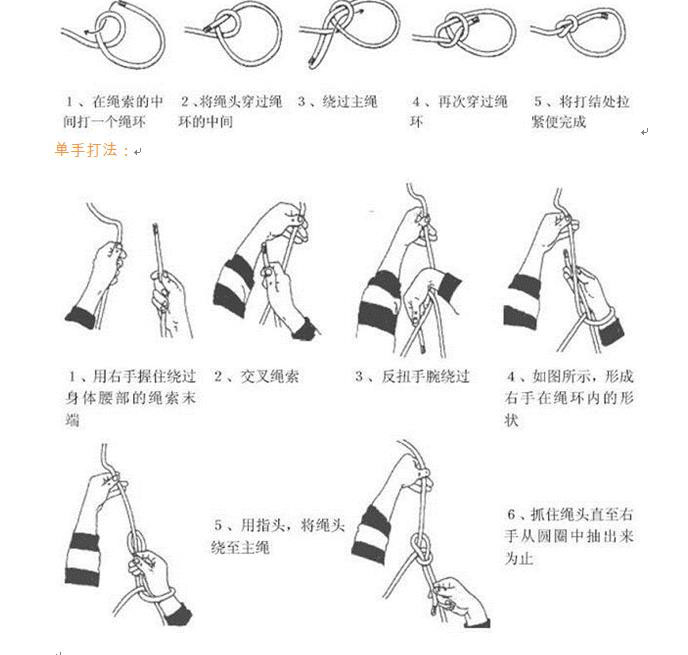 1、在绳索的中
间打一个绳环
2、将绳头穿过绳
环的中间
3、绕过主绳
4、再次穿过绳
环
5、将打结处拉
紧便完成
单手打法：
1、用右手握住绕过
身体腰部的绳索末
端
2、交叉绳索
3、反扭手腕绕过
4、如图所示，形成
右手在绳环内的形
状
5、用指头，将绳头
绕至主绳
6、抓住绳头直至右
手从圆圈中抽出来
为止